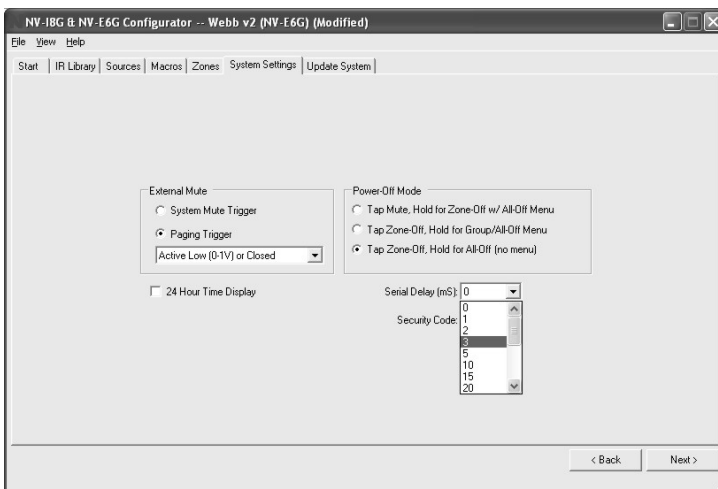 NV-I8G & NV-E6G Configurator -- Webb v2 (NV-E6G) (Modified)
File View Help
Start IR Library Sources Macros Zones System Settings Update System
External Mute
System Mute Trigger
Paging Trigger
Active Low (0-1V) or Closed
24 Hour Time Display
Power-Off Mode
Tap Mute, Hold for Zone-Off w/ All-Off Menu
Tap Zone-Off, Hold for Group/All-Off Menu
Tap Zone-Off, Hold for All-Off (no menu)
Serial Delay (mS): 0
Security Code:
0
1
2
3
5
10
15
20
< Back Next >